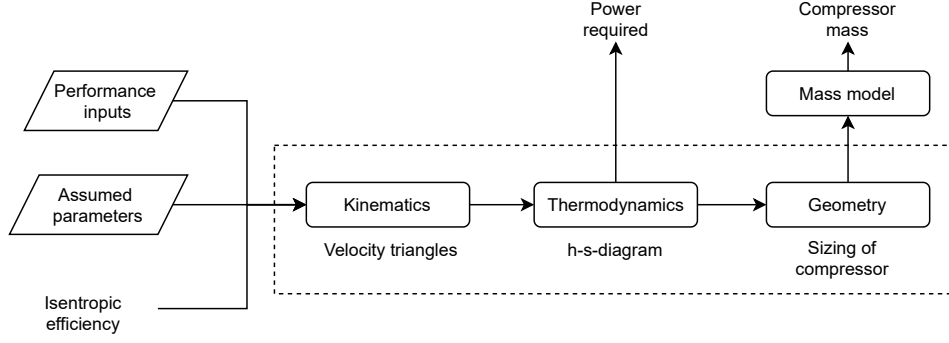 Power
required
Compressor
mass
Performance
inputs
Mass model
Assumed
parameters
Kinematics
Thermodynamics
Geometry
Velocity triangles
h-s-diagram
Sizing of
compressor
Isentropic
efficiency